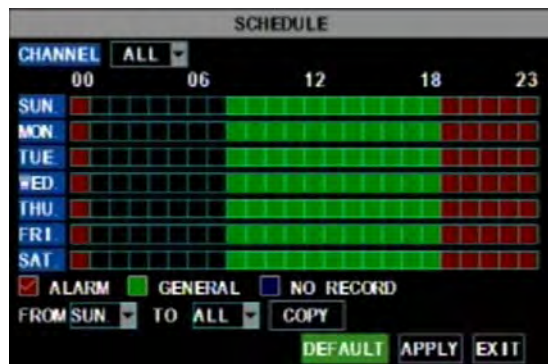 SCHEDULE
CHANNEL ALL
00 06 12 18 23
SUN.
MON.
TUE.
WED.
THU.
FRI.
SAT.
ALARM GENERAL NO RECORD
FROM SUN. TO ALL COPY
DEFAULT APPLY EXIT